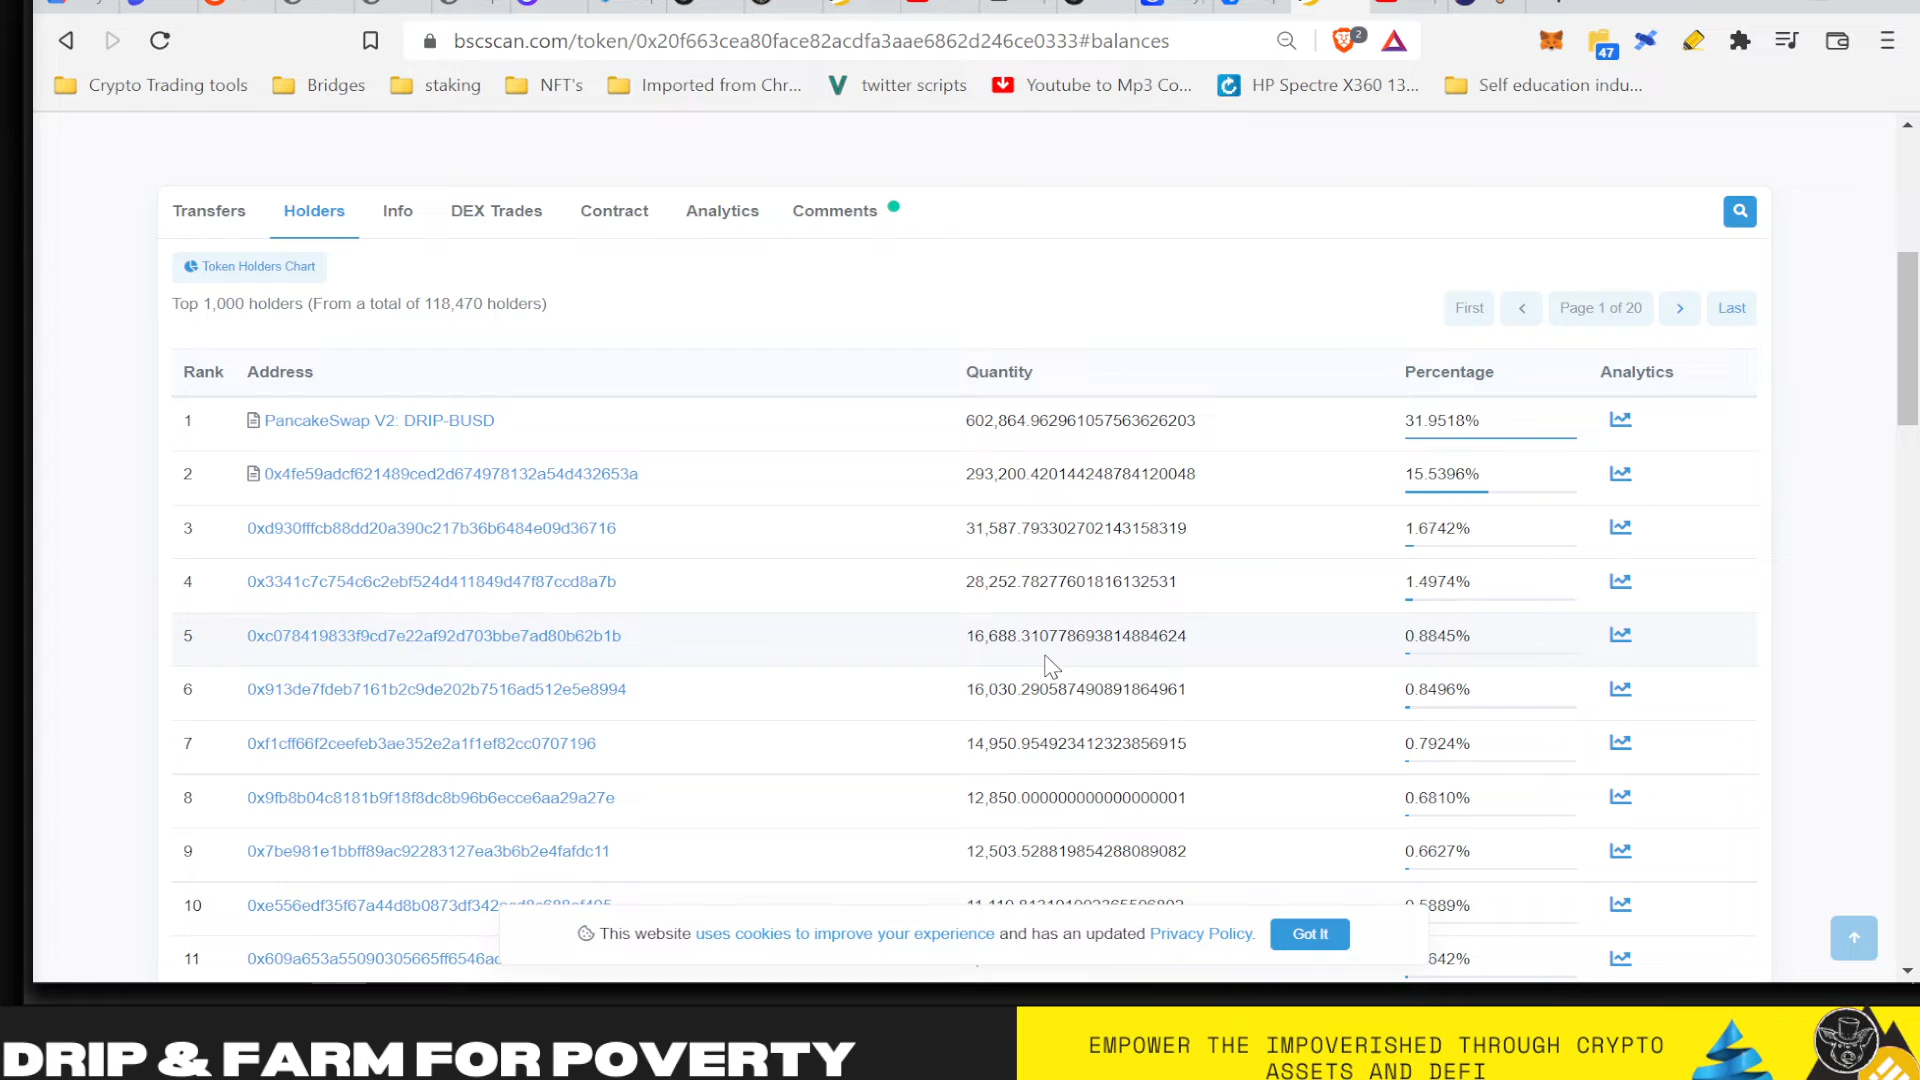 2
47
bscscan.com/token/0x20f663cea80face82acdfa3aae6862d246ce0333#balances
Crypto Trading tools
Bridges
staking
NFT's
Imported from Chr...
twitter scripts
Youtube to Mp3 Co...
HP Spectre X360 13...
Self education indu...
Transfers
Holders
Info
DEX Trades
Contract
Analytics
Comments
Token Holders Chart
Top 1,000 holders (From a total of 118,470 holders)
First
Page 1 of 20
Last
Rank Address Quantity Percentage Analytics
1 PancakeSwap V2: DRIP-BUSD 602,864.962961057563626203 31.9518%
2 0x4fe59adcf621489ced2d674978132a54d432653a 293,200.420144248784120048 15.5396%
3 0xd930fffcb88dd20a390c217b36b6484e09d36716 31,587.793302702143158319 1.6742%
4 0x3341c7c754c6c2ebf524d411849d47f87ccd8a7b 28,252.78277601816132531 1.4974%
5 0xc078419833f9cd7e22af92d703bbe7ad80b62b1b 16,688.310778693814884624 0.8845%
6 0x913de7fdeb7161b2c9de202b7516ad512e5e8994 16,030.290587490891864961 0.8496%
7 0xf1cff66f2ceefeb3ae352e2a1f1ef82cc0707196 14,950.954923412323856915 0.7924%
8 0x9fb8b04c8181b9f18f8dc8b96b6ecce6aa29a27e 12,850.000000000000000001 0.6810%
9 0x7be981e1bbff89ac92283127ea3b6b2e4fafdc11 12,503.528819854288089082 0.6627%
10
This website uses cookies to improve your experience and has an updated Privacy Policy.
Got It
11
DRIP & FARM FOR POVERTY
EMPOWER THE IMPOVERISHED THROUGH CRYPTO
ASSETS AND DEFI